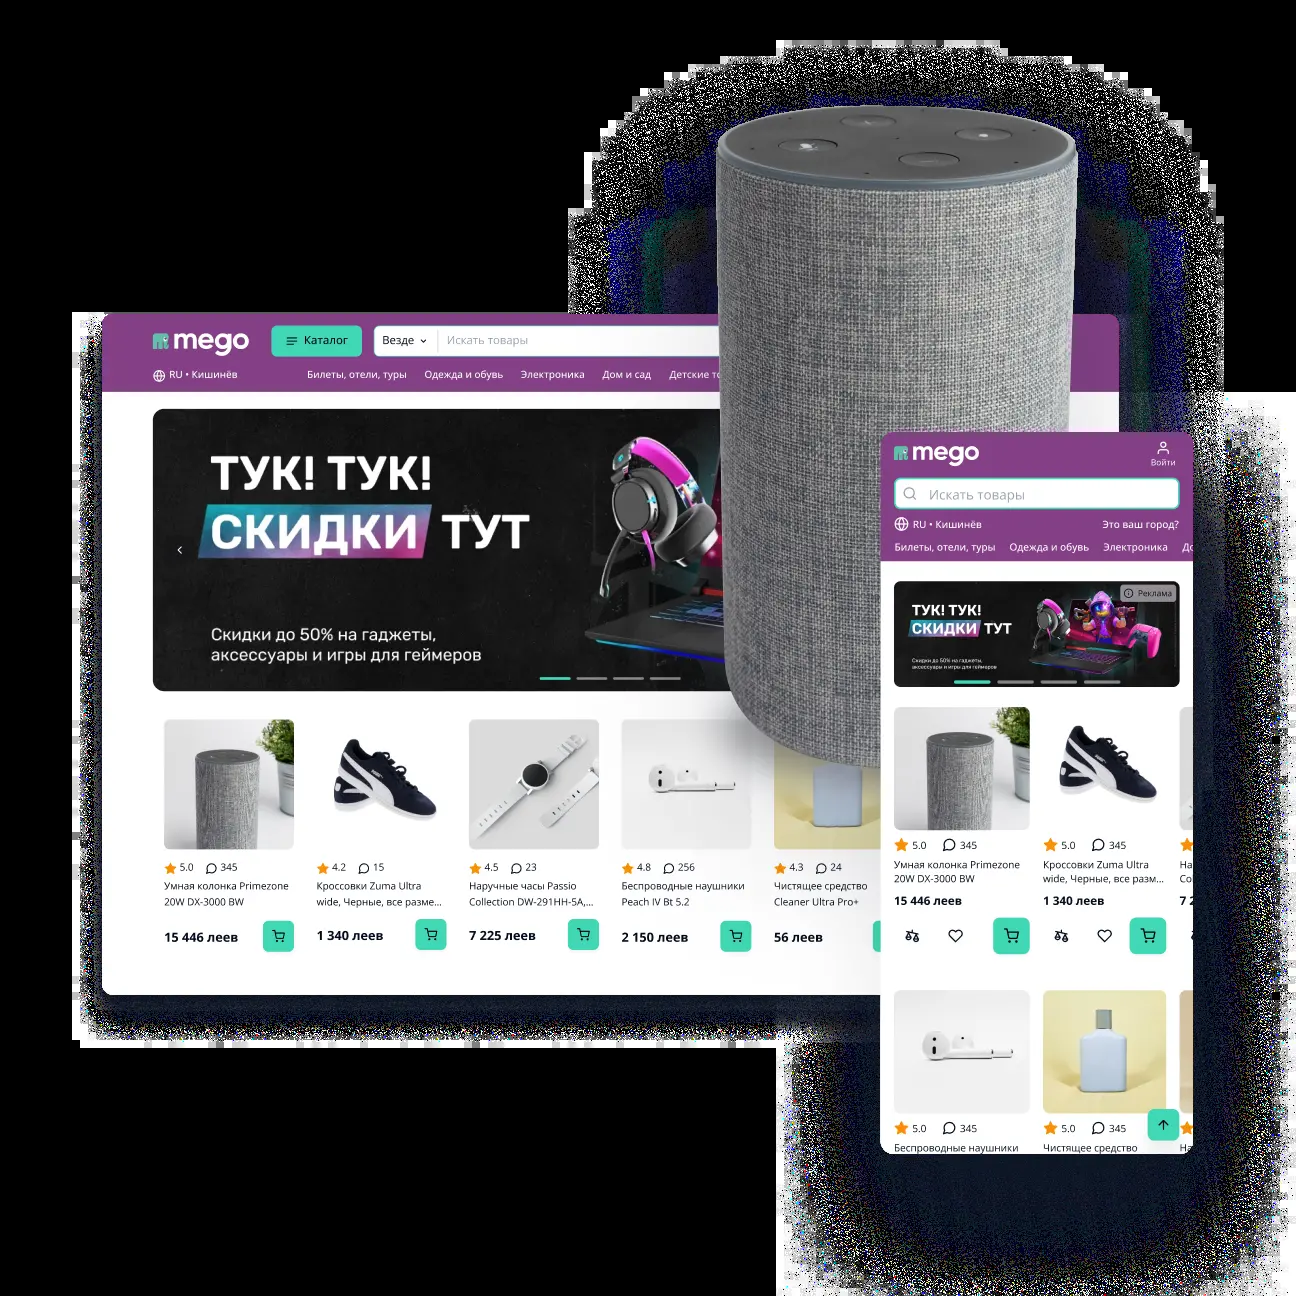 mego
Каталог
Везде
Искать товары
RU • Кишинёв
Билеты, отели, туры
Одежда и обувь
Электроника
Дом и сад
Детские
ТУК! ТУК!
СКИДКИ ТУТ
Скидки до 50% на гаджеты,
аксессуары и игры для геймеров
5.0 345
Умная колонка Primezone
20W DX-3000 BW
15 446 леев
4.2 15
Кроссовки Zuma Ultra
wide, Черные, все разме...
1 340 леев
4.5 23
Наручные часы Passio
Collection DW-291HH-5A,...
7 225 леев
4.8 256
Беспроводные наушники
Peach IV Bt 5.2
2 150 леев
4.3 24
Чистящее средство
Cleaner Ultra Pro+
56 леев
mego
Войти
Искать товары
RU • Кишинёв
Это ваш город?
Билеты, отели, туры
Одежда и обувь
Электроника
Реклама
ТУК! ТУК!
СКИДКИ ТУТ
Скидки до 50% на гаджеты,
аксессуары и игры для геймеров
5.0 345
Умная колонка Primezone
20W DX-3000 BW
15 446 леев
5.0 345
Кроссовки Zuma Ultra
wide, Черные, все разм...
1 340 леев
5.0 345
Беспроводные наушники
5.0 345
Чистящее средство